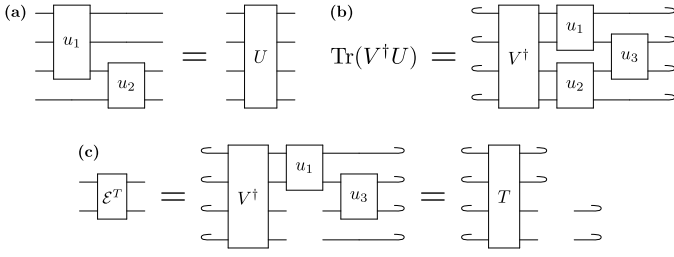 (a) u₁ u₂ = U
(b) Tr(V†U) = V† u₁ u₂ u₃
(c) ℰᵀ = V† u₁ u₃ = T